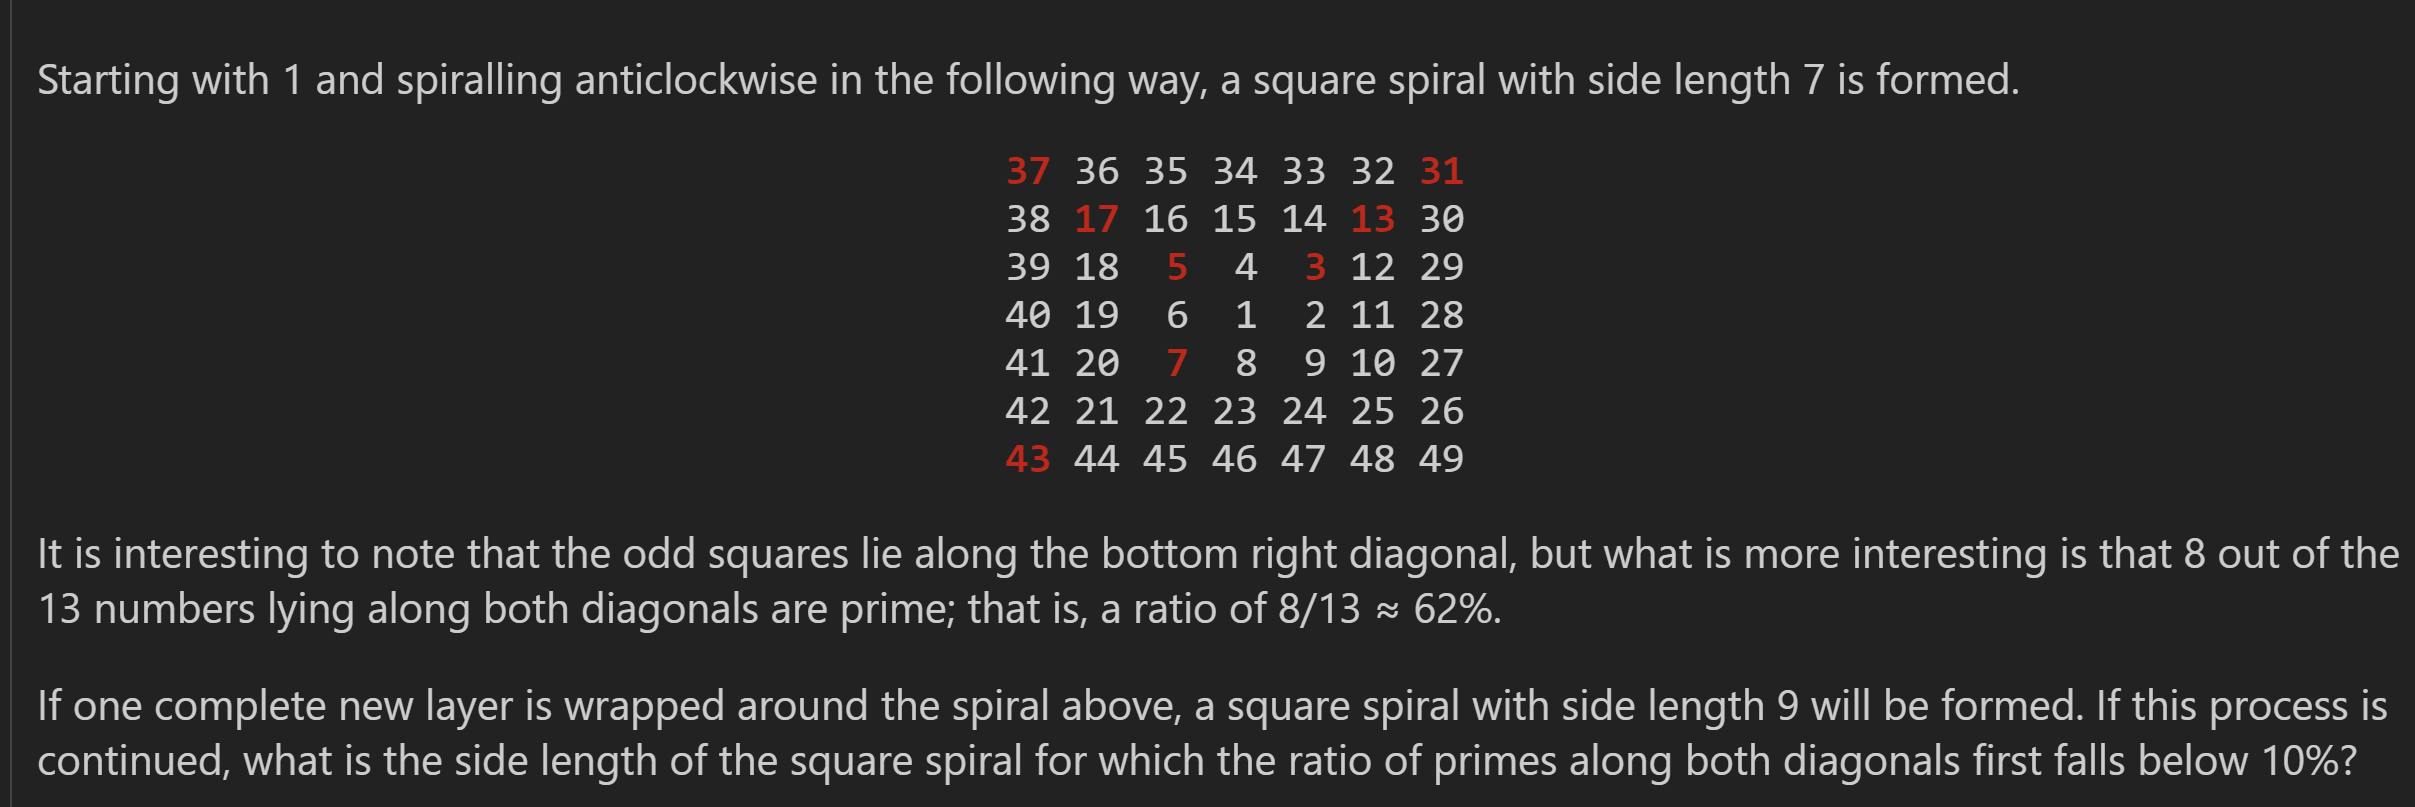 Starting with 1 and spiralling anticlockwise in the following way, a square spiral with side length 7 is formed.
37 36 35 34 33 32 31
38 17 16 15 14 13 30
39 18 5 4 3 12 29
40 19 6 1 2 11 28
41 20 7 8 9 10 27
42 21 22 23 24 25 26
43 44 45 46 47 48 49
It is interesting to note that the odd squares lie along the bottom right diagonal, but what is more interesting is that 8 out of the
13 numbers lying along both diagonals are prime; that is, a ratio of 8/13 ≈ 62%.
If one complete new layer is wrapped around the spiral above, a square spiral with side length 9 will be formed. If this process is
continued, what is the side length of the square spiral for which the ratio of primes along both diagonals first falls below 10%?